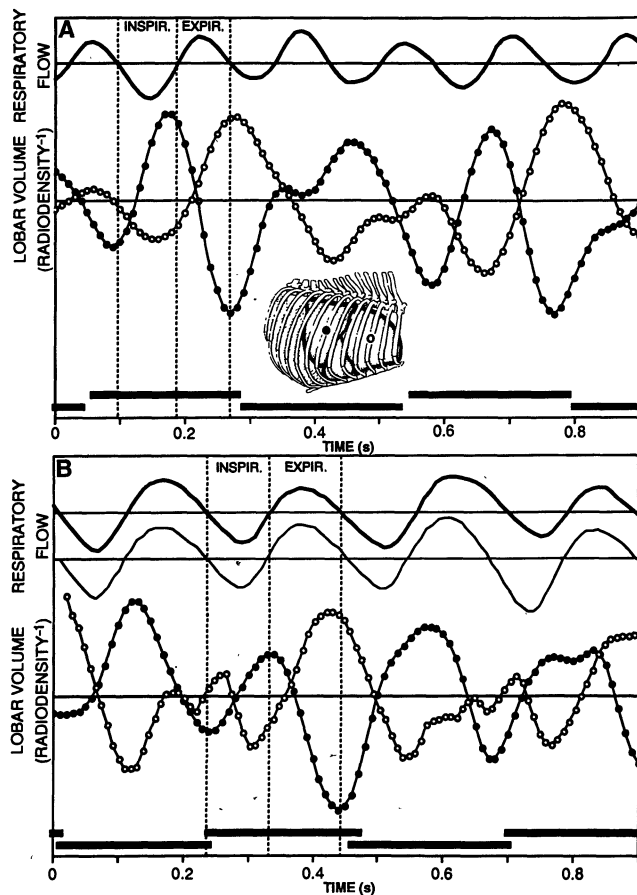 A
INSPIR. EXPIR.
RESPIRATORY
FLOW
LOBAR VOLUME
(RADIODENSITY⁻¹)
0 0.2 0.4 0.6 0.8
TIME (s)
B
INSPIR. EXPIR.
RESPIRATORY
FLOW
LOBAR VOLUME
(RADIODENSITY⁻¹)
0 0.2 0.4 0.6 0.8
TIME (s)